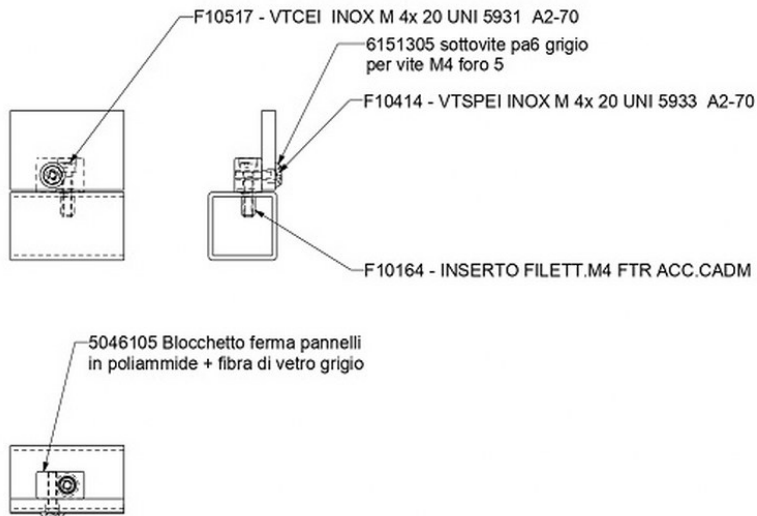 F10517 - VTCEI INOX M 4x 20 UNI 5931 A2-70
6151305 sottovite pa6 grigio
per vite M4 foro 5
F10414 - VTSPEI INOX M 4x 20 UNI 5933 A2-70
F10164 - INSERTO FILETT.M4 FTR ACC.CADM
5046105 Blocchetto ferma pannelli
in poliammide + fibra di vetro grigio